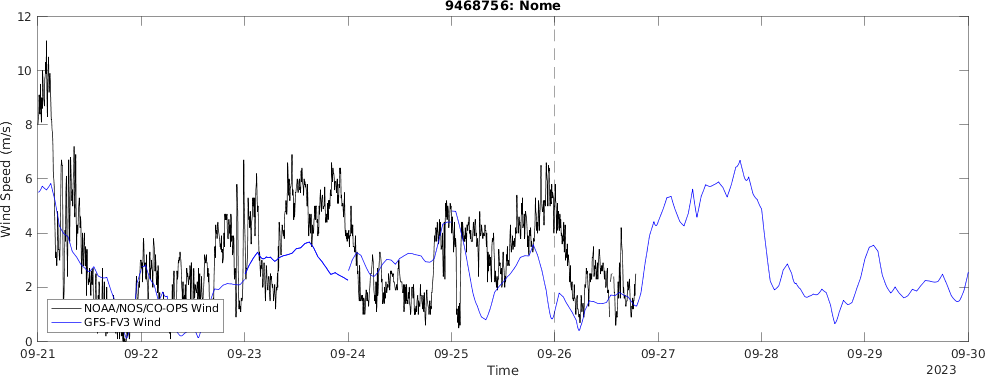 9468756: Nome
12
10
8
6
4
2
0
Wind Speed (m/s)
NOAA/NOS/CO-OPS Wind
GFS-FV3 Wind
09-21 09-22 09-23 09-24 09-25 09-26 09-27 09-28 09-29 09-30
Time
2023